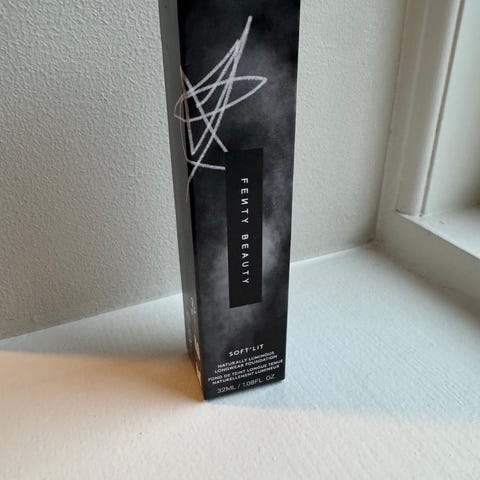 FENTY BEAUTY
SOFT'LIT
NATURALLY LUMINOUS
LONGWEAR FOUNDATION
FOND DE TEINT LONGUE TENUE
NATURELLEMENT LUMINEUX
32ML / 1.08FL. OZ.